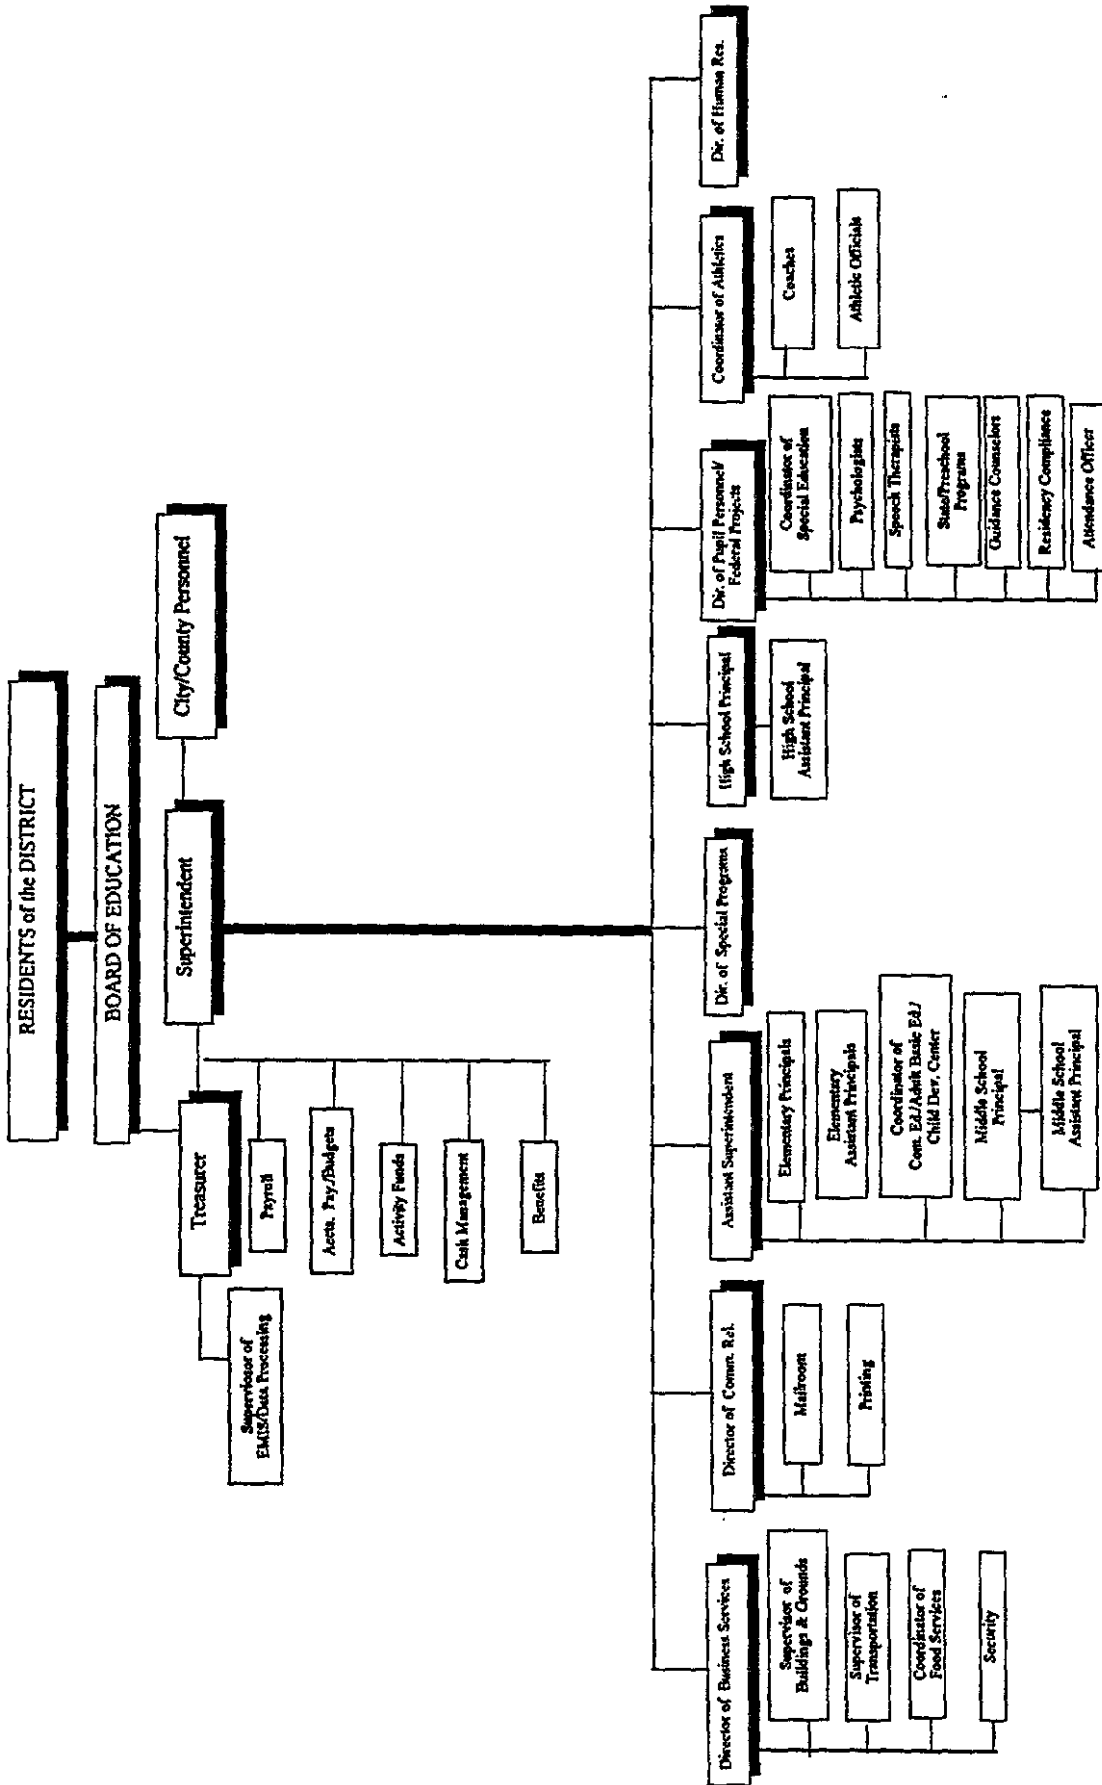 RESIDENTS of the DISTRICT
BOARD OF EDUCATION
Treasurer
Superintendent
City/County Personnel
Supervisor of
EMIS/Data Processing
Payroll
Accts. Pay./Budgets
Activity Funds
Cash Management
Benefits
Director of Business Services
Supervisor of
Buildings & Grounds
Supervisor of
Transportation
Coordinator of
Food Services
Security
Director of Comm. Rel.
Mailroom
Printing
Assistant Superintendent
Elementary Principals
Elementary
Assistant Principals
Coordinator of
Com. Ed./Adult Basic Ed./
Child Dev. Center
Middle School
Principal
Middle School
Assistant Principal
Dir. of Special Programs
High School Principal
High School
Assistant Principal
Dir. of Pupil Personnel/
Federal Projects
Coordinator of
Special Education
Psychologists
Speech Therapists
State/Preschool
Programs
Guidance Counselors
Residency Compliance
Attendance Officer
Coordinator of Athletics
Coaches
Athletic Officials
Dir. of Human Res.